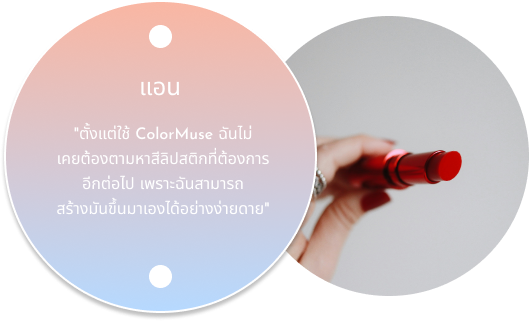 แอน
"ตั้งแต่ใช้ ColorMuse ฉันไม่
เคยต้องตามหาสีลิปสติกที่ต้องการ
อีกต่อไป เพราะฉันสามารถ
สร้างมันขึ้นมาเองได้อย่างง่ายดาย"